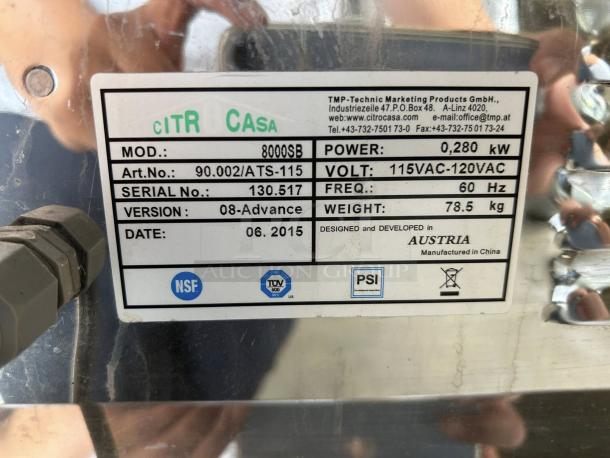 CITR CASA
TMP-Technic Marketing Products GmbH.,
Industriezeile 47.P.O.Box 48. A-Linz 4020,
web:www.citrocasa.com e-mail:office@tmp.at
Tel.+43-732-7501 73-0 Fax:+43-732-75 01 73-24
MOD.: 8000SB
POWER: 0,280 kW
Art.No.: 90.002/ATS-115
VOLT: 115VAC-120VAC
SERIAL No.: 130.517
FREQ.: 60 Hz
VERSION : 08-Advance
WEIGHT: 78.5 kg
DATE: 06. 2015
DESIGNED and DEVELOPED in
AUSTRIA
Manufactured in China
AUCTION GROUP
NSF
TÜV
PSI